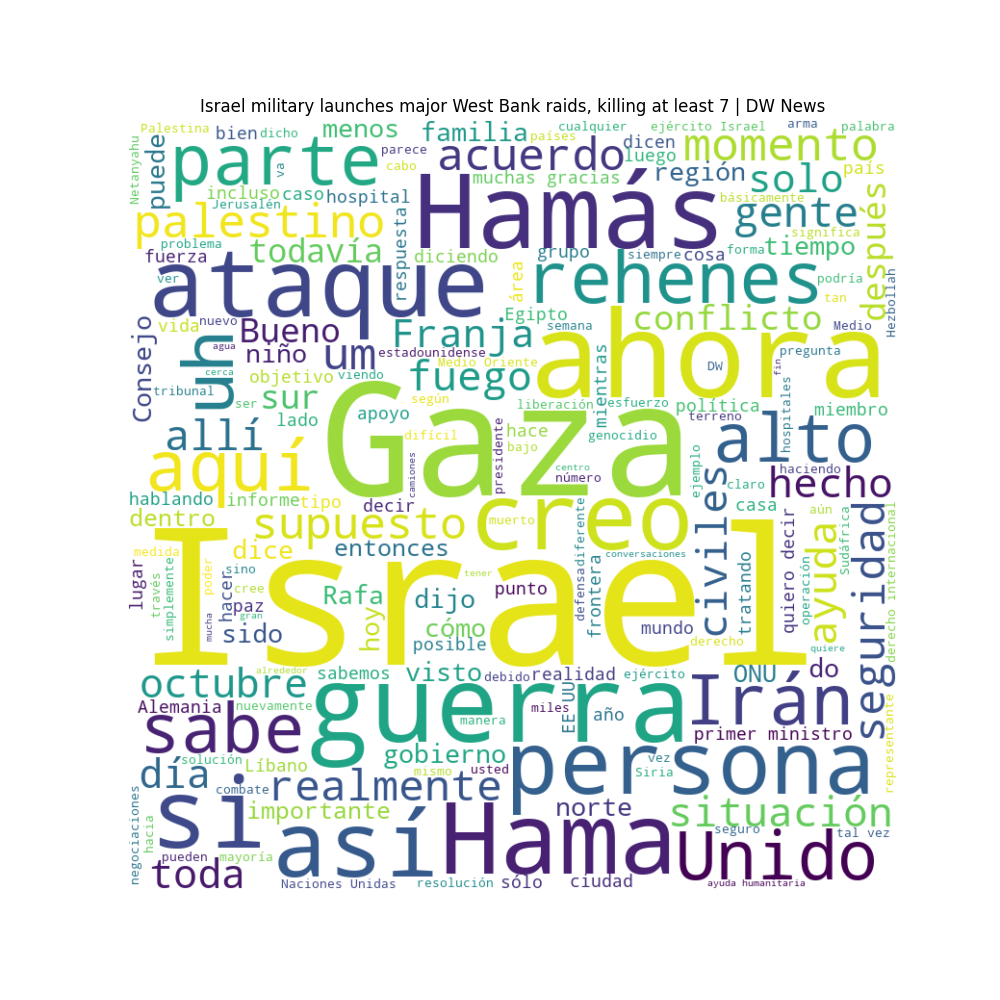 Israel military launches major West Bank raids, killing at least 7 | DW News
Palestina
bien
dicho
menos
familia
países
cualquier
ejército Israel
arma
palabra
Netanyahu
puede
parte
va
parece
cabo
acuerdo
dicen
luego
momento
región
solo
país
incluso
caso
hospital
Jerusalén
muchas gracias
básicamente
Hamás
palestino
gente
significa
después
problema
fuerza
todavía
respuesta
diciendo
grupo
siempre
cosa
forma
tiempo
ver
ataque
área
rehenes
podría
tan
Hezbollah
Egipto
vida
nuevo
Bueno
Franja
semana
conflicto
Medio
Consejo
agua
uh
niño
um
estadounidense
Medio Oriente
ahora
DW
pregunta
fin
cerca
tribunal
ser
objetivo
viendo
fuego
mientras
sur
según
liberación
Desfuerzo
política
miembro
lado
apoyo
Gaza
hace
terreno
hospitales
allí
difícil
bajo
genocidio
alto
aquí
camiones
presidente
centro
número
ejemplo
haciendo
claro
hecho
hablando
informe
tipo
decir
creo
civiles
casa
aún
dentro
supuesto
muerto
diferente
Sudáfrica
seguridad
medida
dice
entonces
conversaciones
quiero decir
ayuda
operación
derecho internacional
Israel
lugar
través
simplemente
sino
cree
poder
hacer
tener
defensa
frontera
tratando
paz
gran
mucha
Rafa
dijo
punto
sido
hoy
cómo
posible
mundo
derecho
quiere
alrededor
octubre
sabemos
visto
debido
realidad
ejército
ONU
do
Alemania
nuevamente
guerra
miles
EE UU
año
Irán
representante
sabe
manera
primer ministro
solución
Líbano
gobierno
persona
vez
día
mismo
usted
Siria
combate
realmente
negociaciones
hacia
si
importante
norte
situación
así
Hama
seguro
tal vez
Unido
pueden
mayoría
toda
Naciones Unidas
resolución
sólo
ciudad
ayuda humanitaria